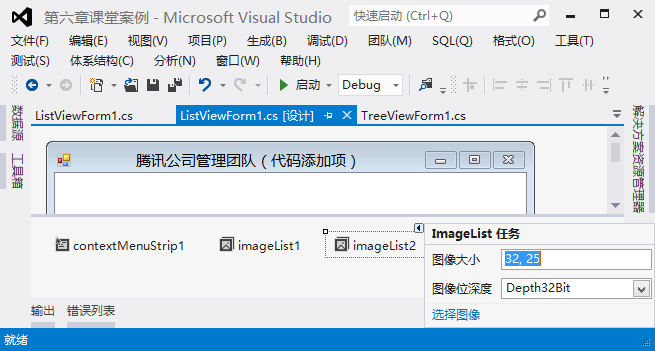 第六章课堂案例 - Microsoft Visual Studio
快速启动 (Ctrl+Q)
文件(F) 编辑(E) 视图(V) 项目(P) 生成(B) 调试(D) 团队(M) SQL(Q) 格式(O) 工具(T)
测试(S) 体系结构(C) 分析(N) 窗口(W) 帮助(H)
启动 Debug
ListViewForm1.cs ListViewForm1.cs [设计] TreeViewForm1.cs
数据源
工具箱
解决方案资源管理器
腾讯公司管理团队（代码添加项）
contextMenuStrip1 imageList1 imageList2
ImageList 任务
图像大小 32, 25
图像位深度 Depth32Bit
选择图像
输出 错误列表
就绪